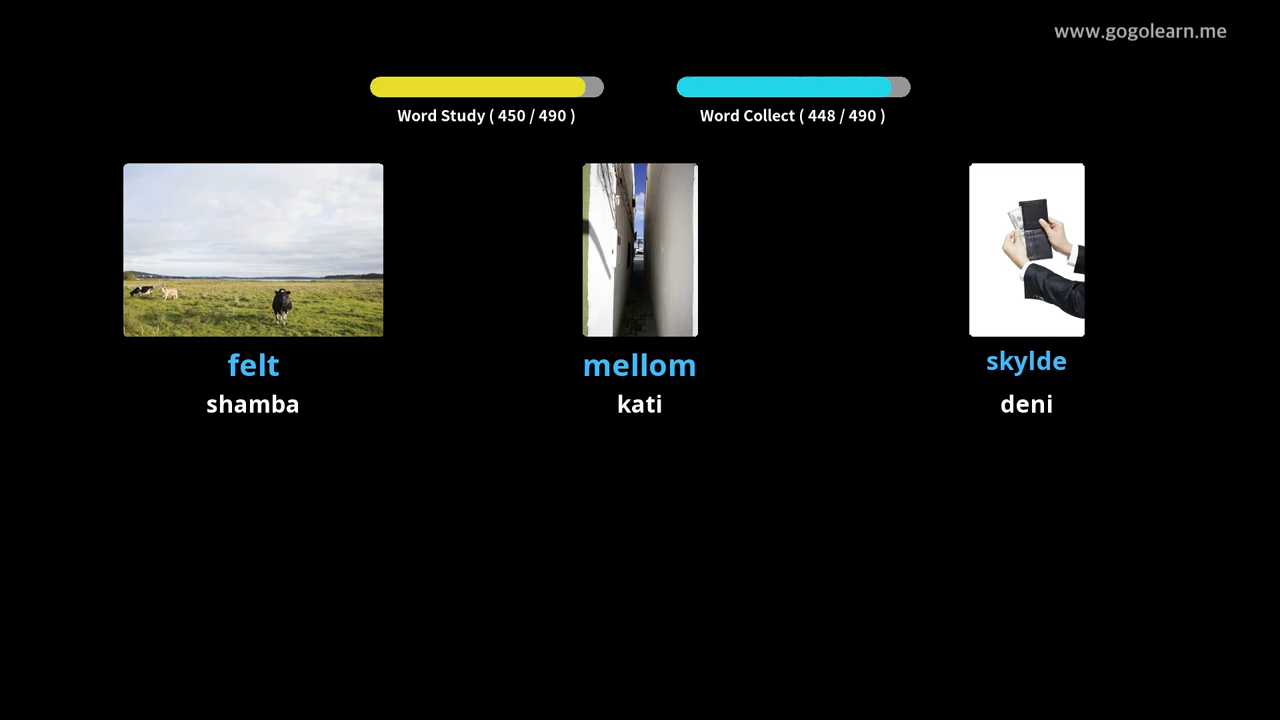 www.gogolearn.me
Word Study ( 450 / 490 )
Word Collect ( 448 / 490 )
felt
shamba
mellom
kati
skylde
deni